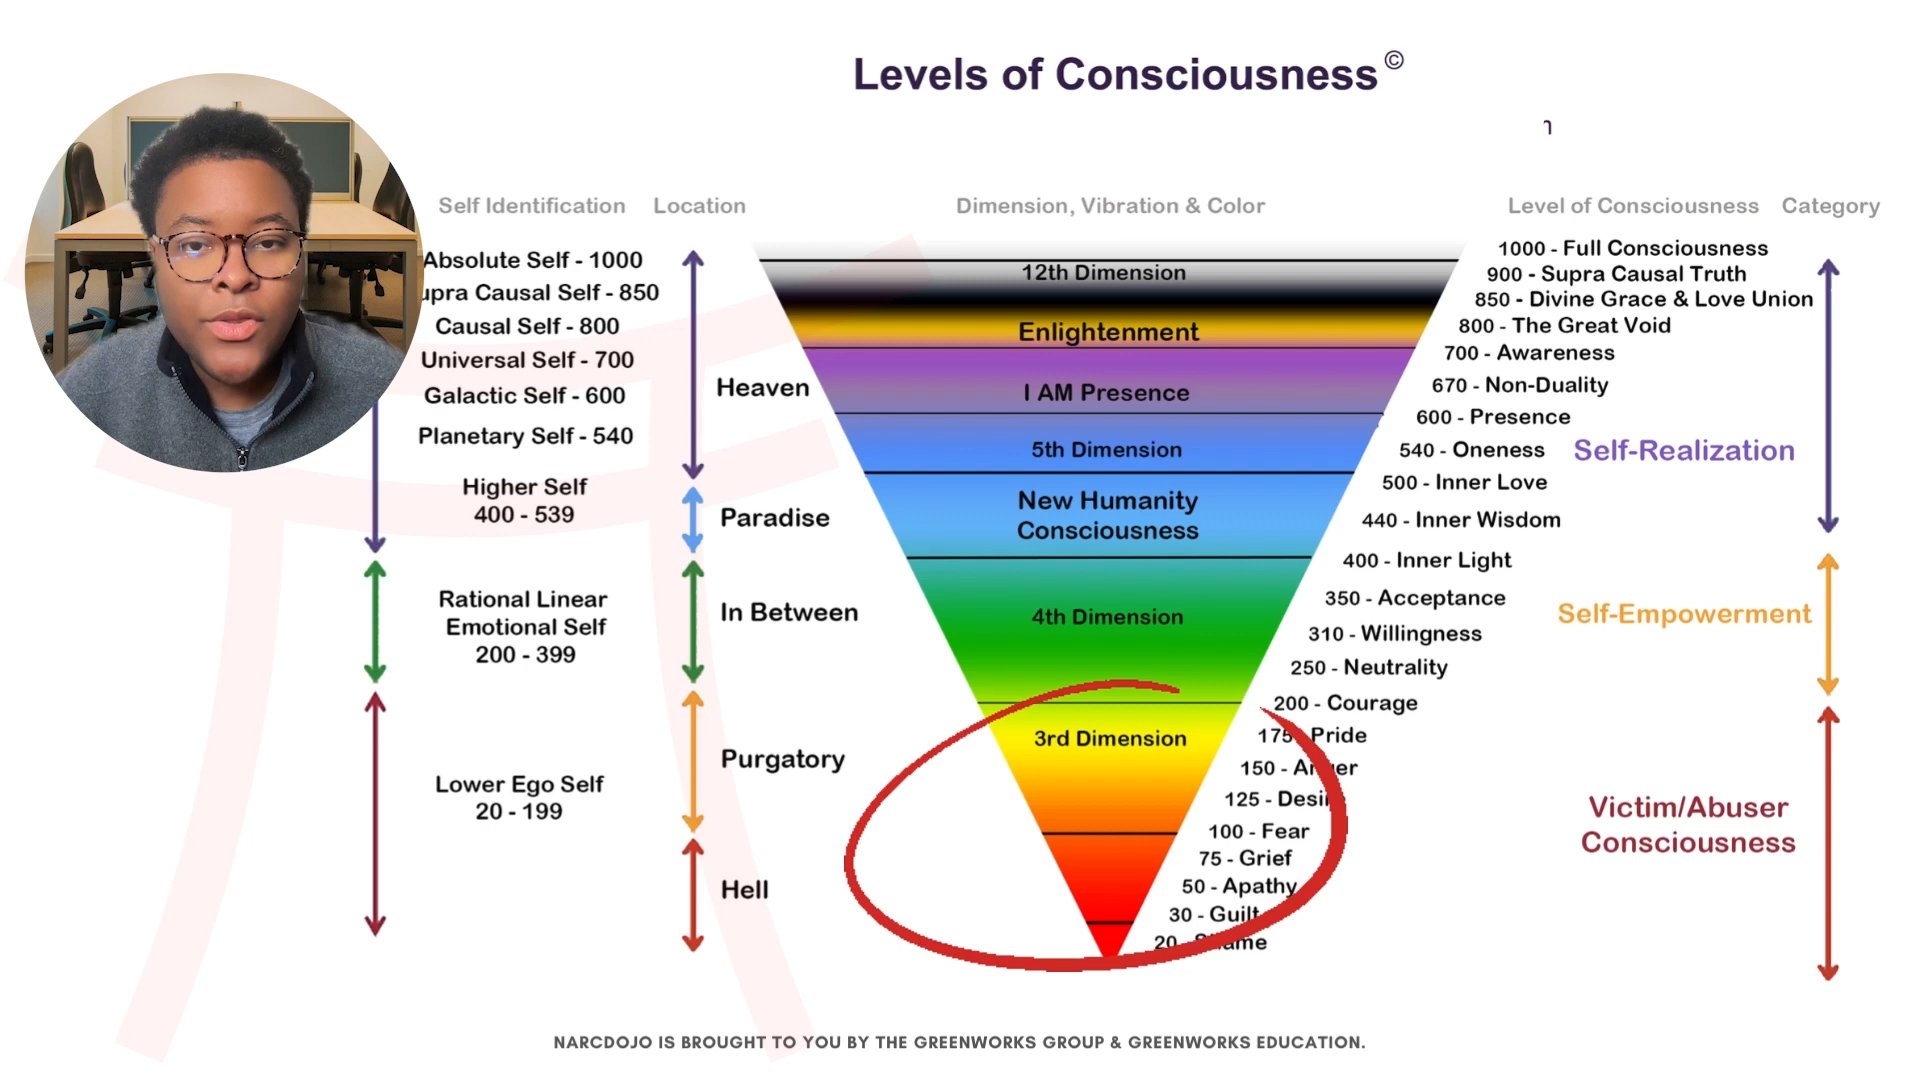 Levels of Consciousness©
Self Identification
Location
Dimension, Vibration & Color
Level of Consciousness
Category
Absolute Self - 1000
upra Causal Self - 850
Causal Self - 800
Universal Self - 700
Galactic Self - 600
Planetary Self - 540
Higher Self
400 - 539
Rational Linear
Emotional Self
200 - 399
Lower Ego Self
20 - 199
Heaven
Paradise
In Between
Purgatory
Hell
12th Dimension
Enlightenment
I AM Presence
5th Dimension
New Humanity
Consciousness
4th Dimension
3rd Dimension
1000 - Full Consciousness
900 - Supra Causal Truth
850 - Divine Grace & Love Union
800 - The Great Void
700 - Awareness
670 - Non-Duality
600 - Presence
540 - Oneness
500 - Inner Love
440 - Inner Wisdom
400 - Inner Light
350 - Acceptance
310 - Willingness
250 - Neutrality
200 - Courage
175 - Pride
150 - Anger
125 - Desi
100 - Fear
75 - Grief
50 - Apathy
30 - Guilt
20 - Shame
Self-Realization
Self-Empowerment
Victim/Abuser
Consciousness
NARCDOJO IS BROUGHT TO YOU BY THE GREENWORKS GROUP & GREENWORKS EDUCATION.